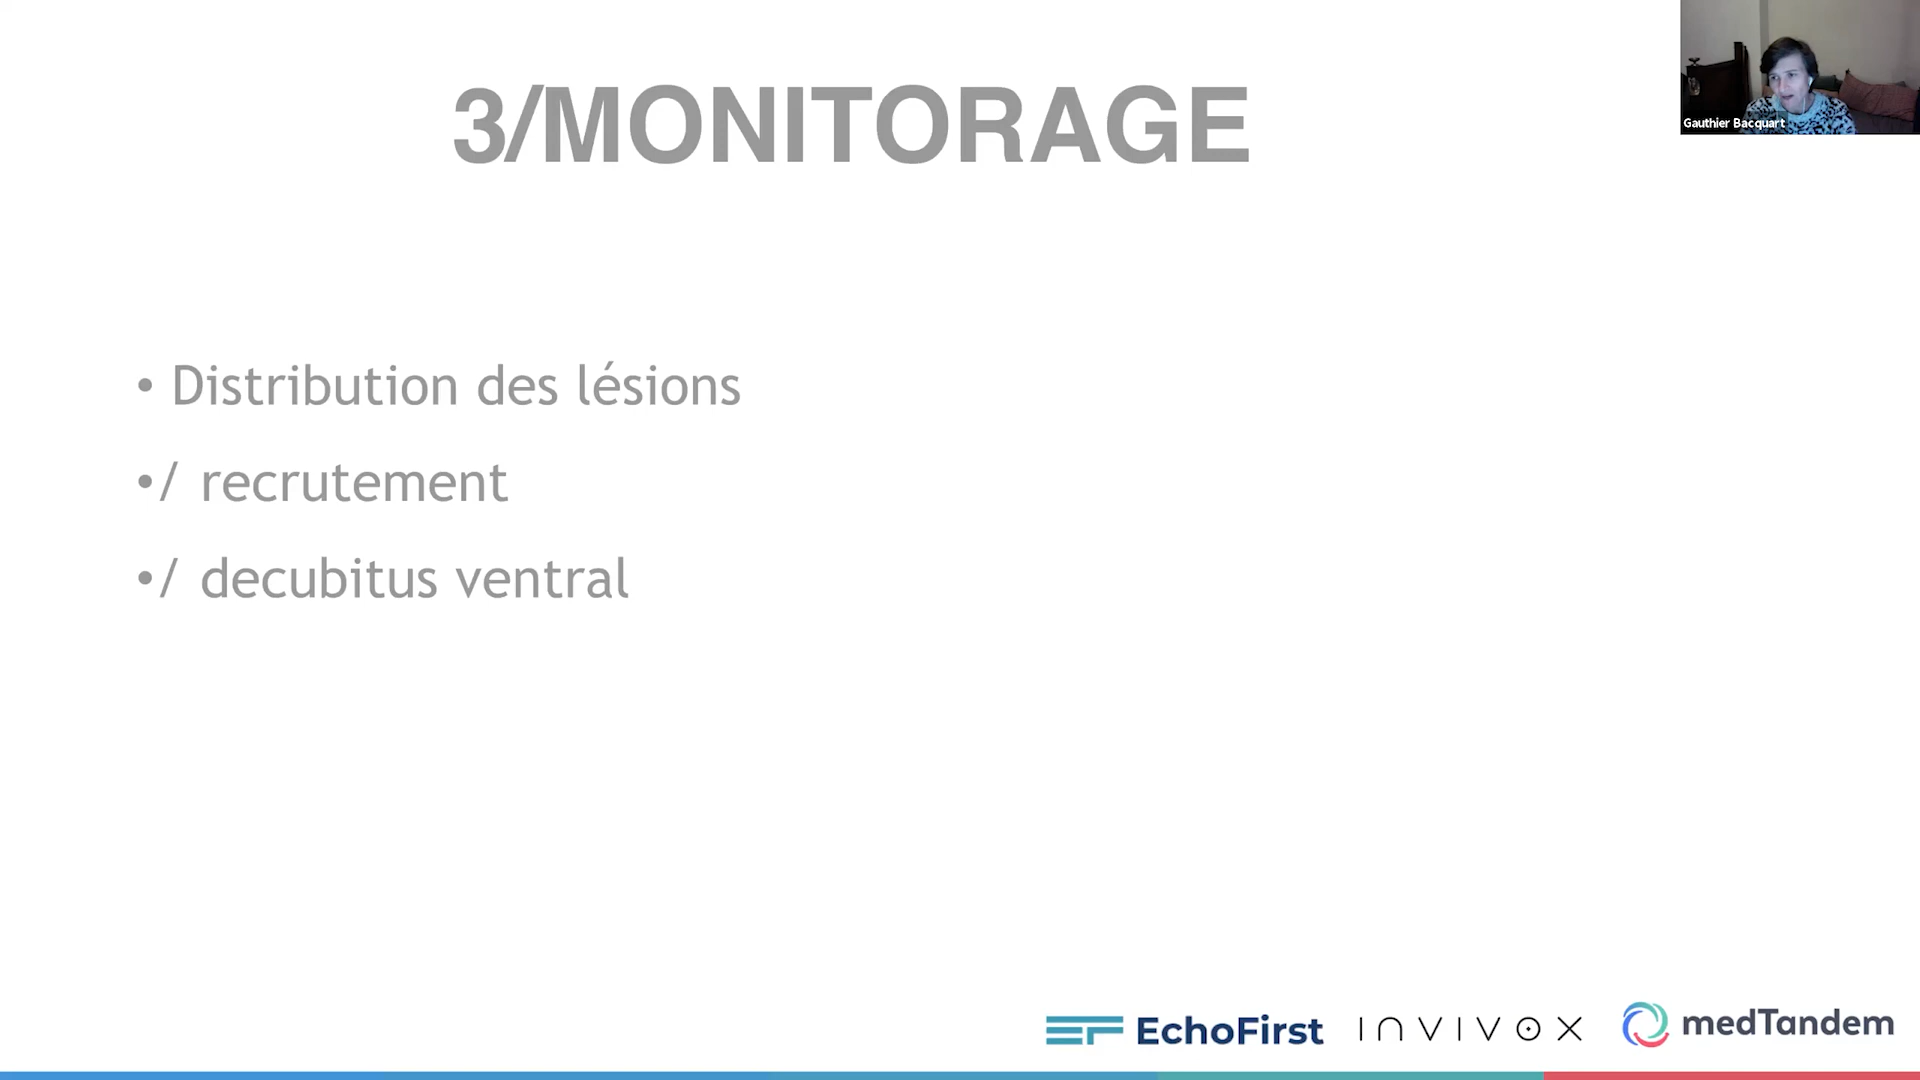 3/MONITORAGE
Gauthier Bacquart
• Distribution des lésions
•/ recrutement
•/ decubitus ventral
EchoFirst
INVIVOX
medTandem